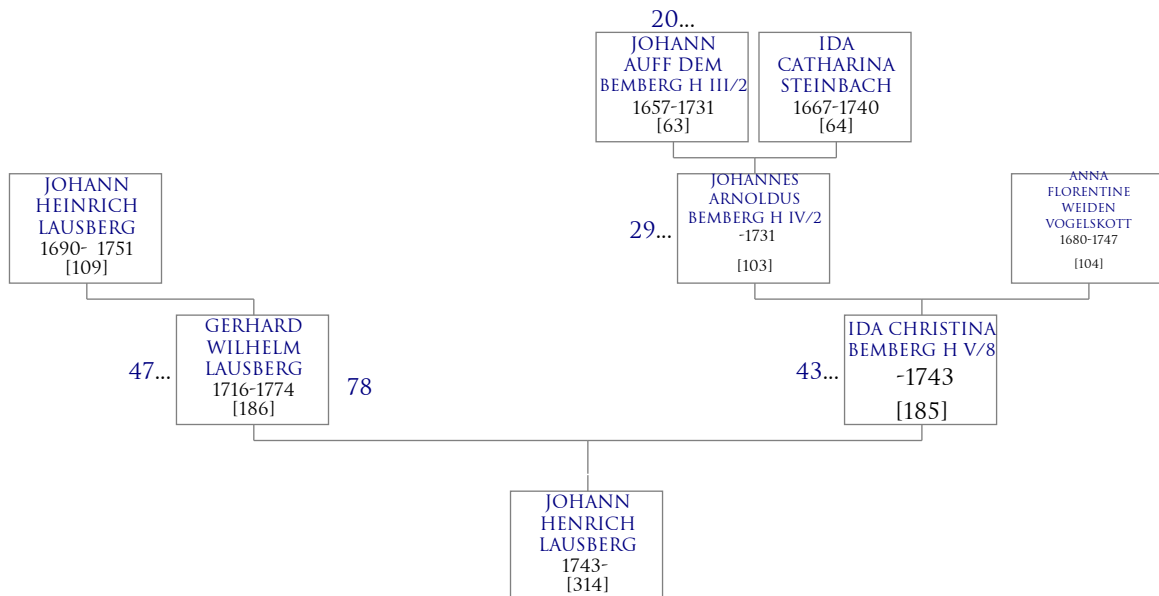 20...
JOHANN
AUFF DEM
BEMBERG H III/2
1657-1731
[63]
IDA
CATHARINA
STEINBACH
1667-1740
[64]
JOHANN
HEINRICH
LAUSBERG
1690- 1751
[109]
29...
JOHANNES
ARNOLDUS
BEMBERG H IV/2
-1731
[103]
ANNA
FLORENTINE
WEIDEN
VOGELSKOTT
1680-1747
[104]
47...
GERHARD
WILHELM
LAUSBERG
1716-1774
[186]
78
43...
IDA CHRISTINA
BEMBERG H V/8
-1743
[185]
JOHANN
HENRICH
LAUSBERG
1743-
[314]